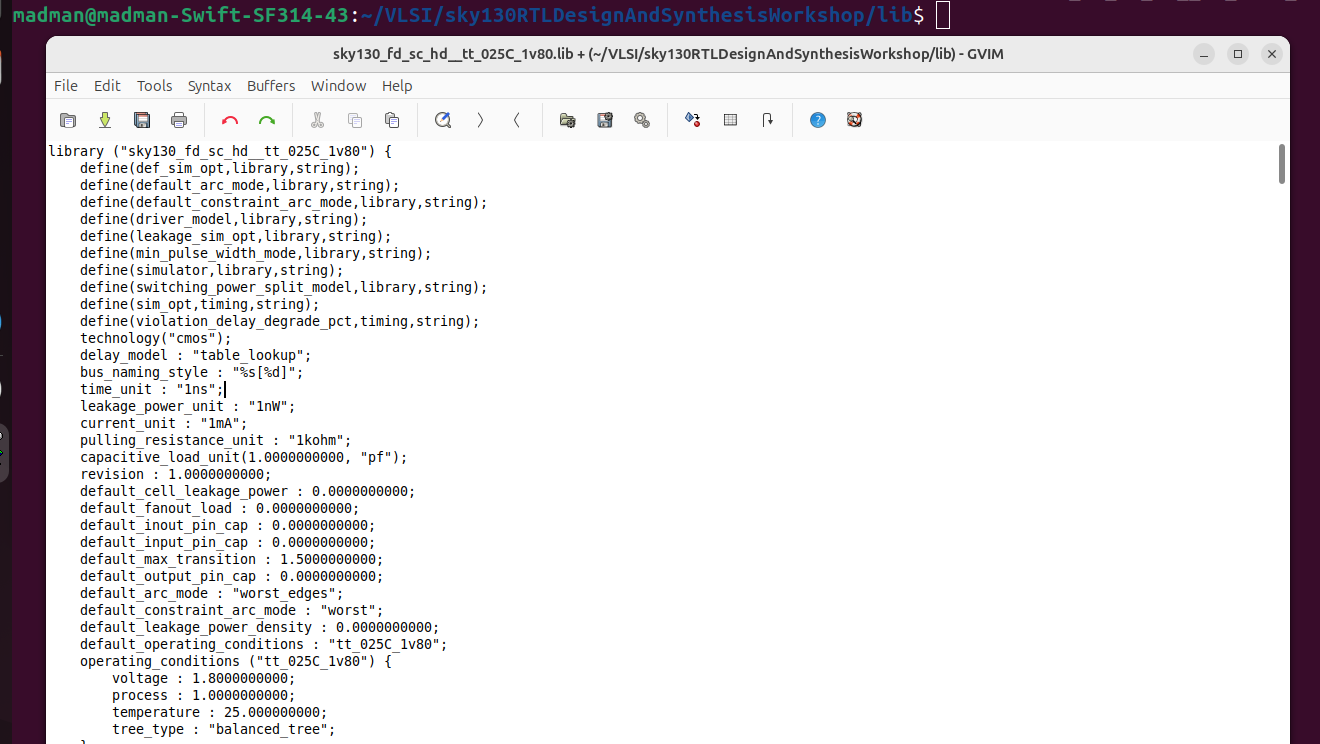 madman@madman-Swift-SF314-43:~/VLSI/sky130RTLDesignAndSynthesisWorkshop/lib$
sky130_fd_sc_hd__tt_025C_1v80.lib + (~/VLSI/sky130RTLDesignAndSynthesisWorkshop/lib) - GVIM
File Edit Tools Syntax Buffers Window Help
library ("sky130_fd_sc_hd__tt_025C_1v80") {
    define(def_sim_opt,library,string);
    define(default_arc_mode,library,string);
    define(default_constraint_arc_mode,library,string);
    define(driver_model,library,string);
    define(leakage_sim_opt,library,string);
    define(min_pulse_width_mode,library,string);
    define(simulator,library,string);
    define(switching_power_split_model,library,string);
    define(sim_opt,timing,string);
    define(violation_delay_degrade_pct,timing,string);
    technology("cmos");
    delay_model : "table_lookup";
    bus_naming_style : "%s[%d]";
    time_unit : "1ns";
    leakage_power_unit : "1nW";
    current_unit : "1mA";
    pulling_resistance_unit : "1kohm";
    capacitive_load_unit(1.0000000000, "pf");
    revision : 1.0000000000;
    default_cell_leakage_power : 0.0000000000;
    default_fanout_load : 0.0000000000;
    default_inout_pin_cap : 0.0000000000;
    default_input_pin_cap : 0.0000000000;
    default_max_transition : 1.5000000000;
    default_output_pin_cap : 0.0000000000;
    default_arc_mode : "worst_edges";
    default_constraint_arc_mode : "worst";
    default_leakage_power_density : 0.0000000000;
    default_operating_conditions : "tt_025C_1v80";
    operating_conditions ("tt_025C_1v80") {
        voltage : 1.8000000000;
        process : 1.0000000000;
        temperature : 25.000000000;
        tree_type : "balanced_tree";
    }